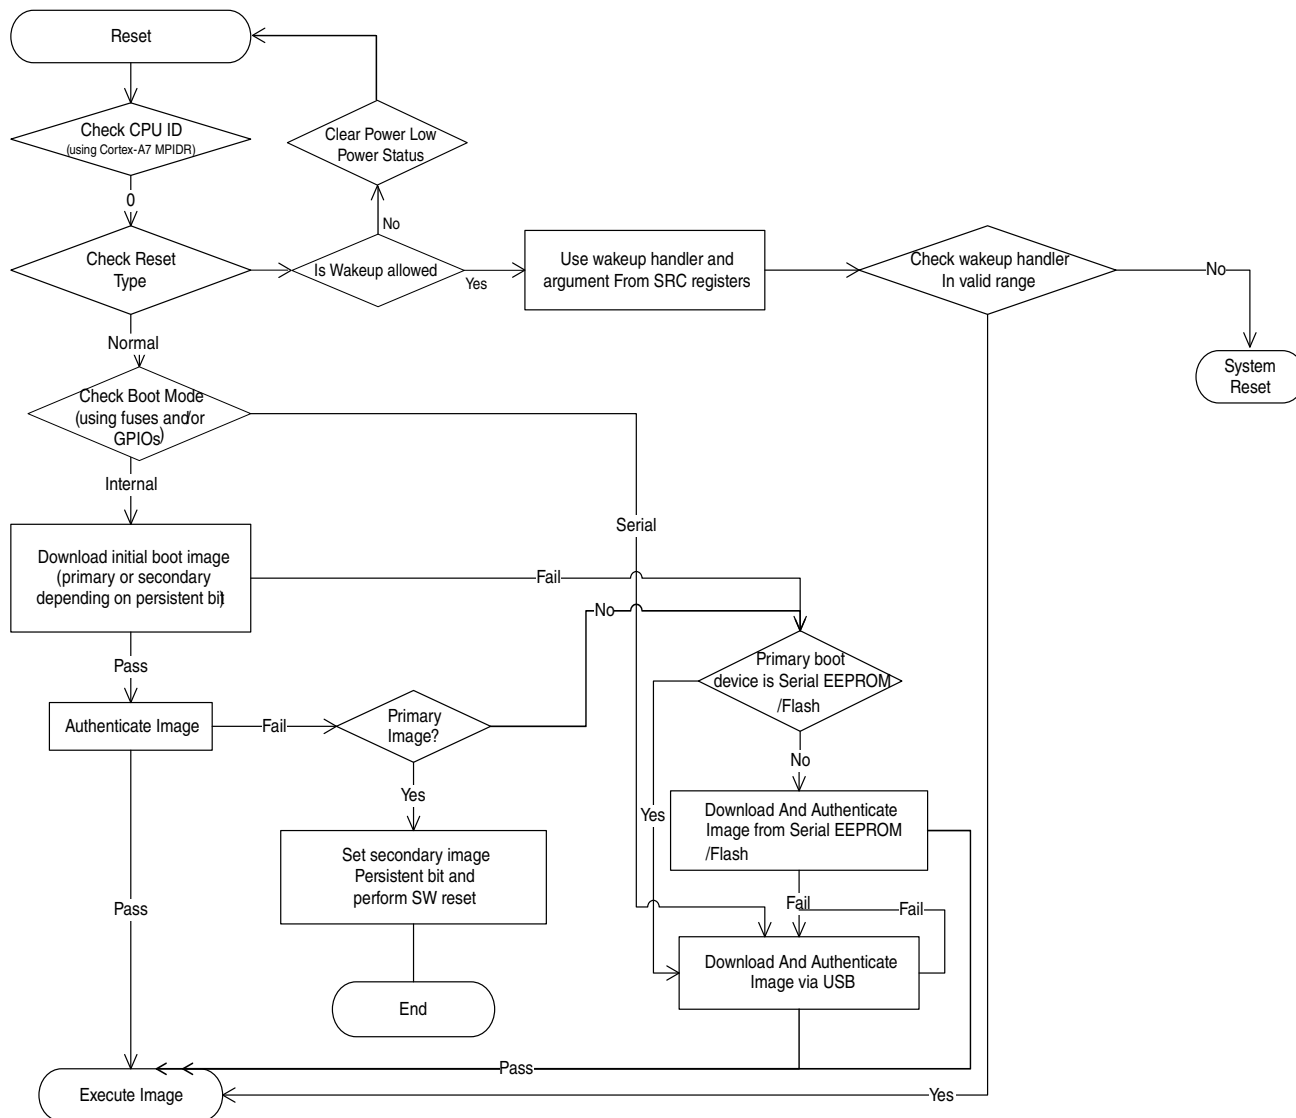 Reset
Check CPU ID
(using Cortex-A7 MPIDR)
Clear Power Low
Power Status
0
No
Check Reset
Type
Is Wakeup allowed
Yes
Use wakeup handler and
argument From SRC registers
Check wakeup handler
In valid range
No
System
Reset
Normal
Check Boot Mode
(using fuses and/or
GPIOs)
Internal
Serial
Download initial boot image
(primary or secondary
depending on persistent bit)
Fail
No
Pass
Primary boot
device is Serial EEPROM
/Flash
Authenticate Image
Fail
Primary
Image?
No
Yes
Yes
Download And Authenticate
Image from Serial EEPROM
/Flash
Set secondary image
Persistent bit and
perform SW reset
Pass
Fail
Fail
Download And Authenticate
Image via USB
End
Pass
Execute Image
Yes